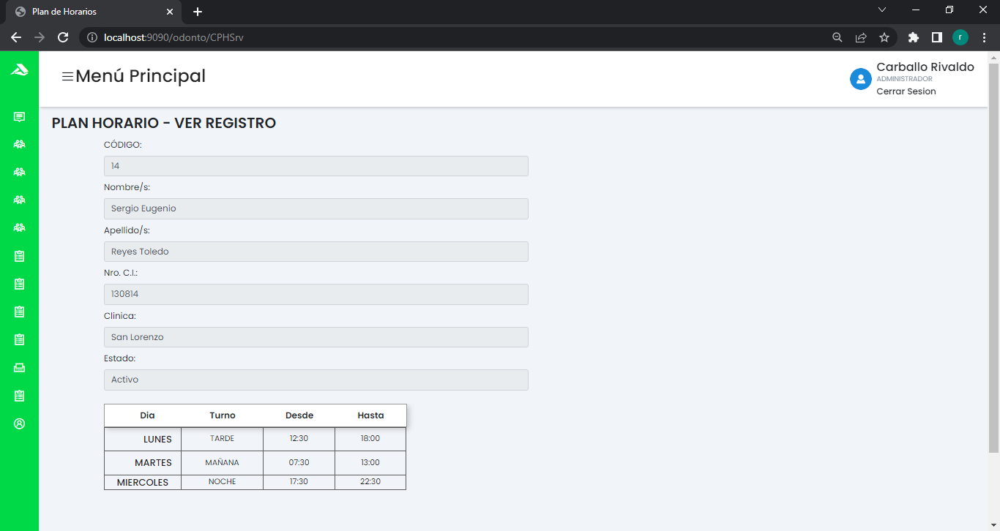 Plan de Horarios
localhost:9090/odonto/CPHSrv
r
Menú Principal
Carballo Rivaldo
ADMINISTRADOR
Cerrar Sesion
PLAN HORARIO - VER REGISTRO
CÓDIGO:
14
Nombre/s:
Sergio Eugenio
Apellido/s:
Reyes Toledo
Nro. C.I.:
130814
Clinica:
San Lorenzo
Estado:
Activo
Dia Turno Desde Hasta
LUNES TARDE 12:30 18:00
MARTES MAÑANA 07:30 13:00
MIERCOLES NOCHE 17:30 22:30